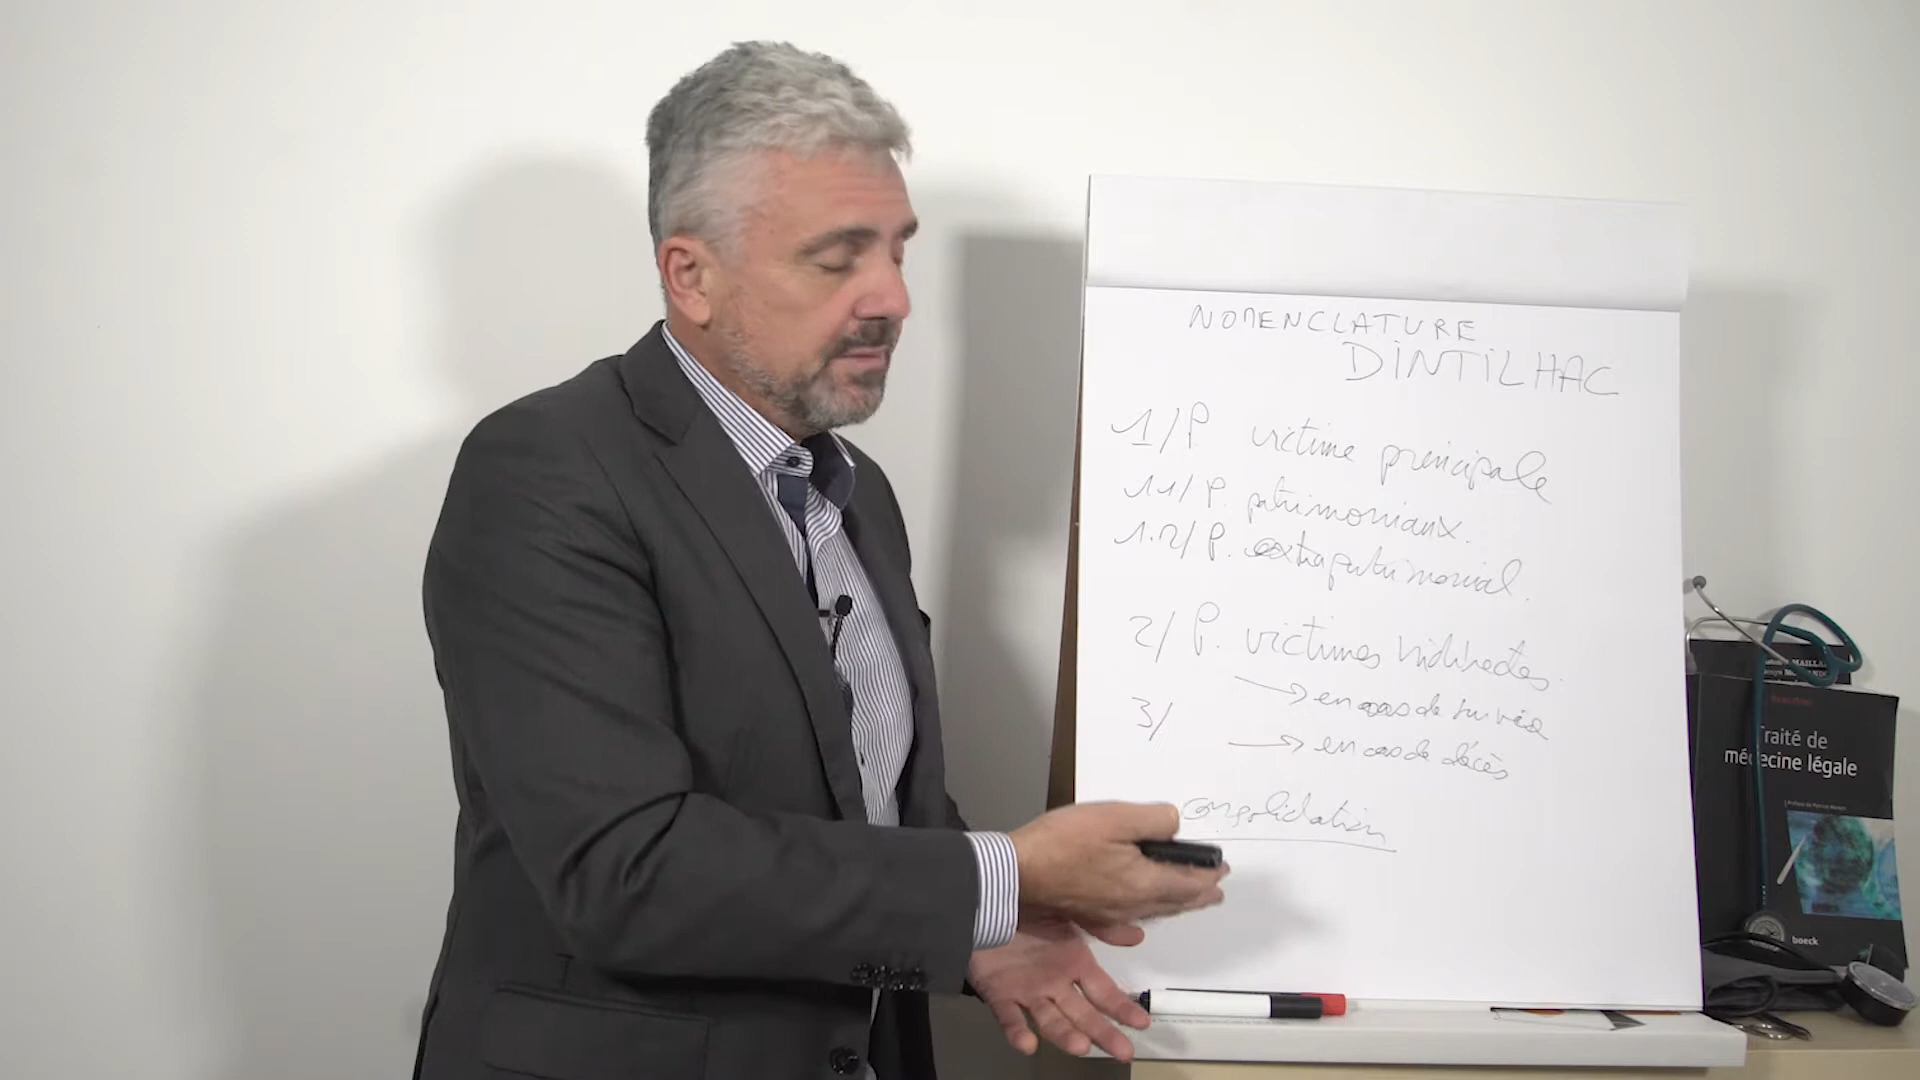 NOMENCLATURE
DINTILHAC
1/ P victime principale
1.1/ P. patrimoniaux.
1.2/ P. extrapatrimonial.
2/ P. victimes indirectes.
→ en cas de survie
3/
→ en cas de décès
consolidation
Traité de
médecine légale
boeck